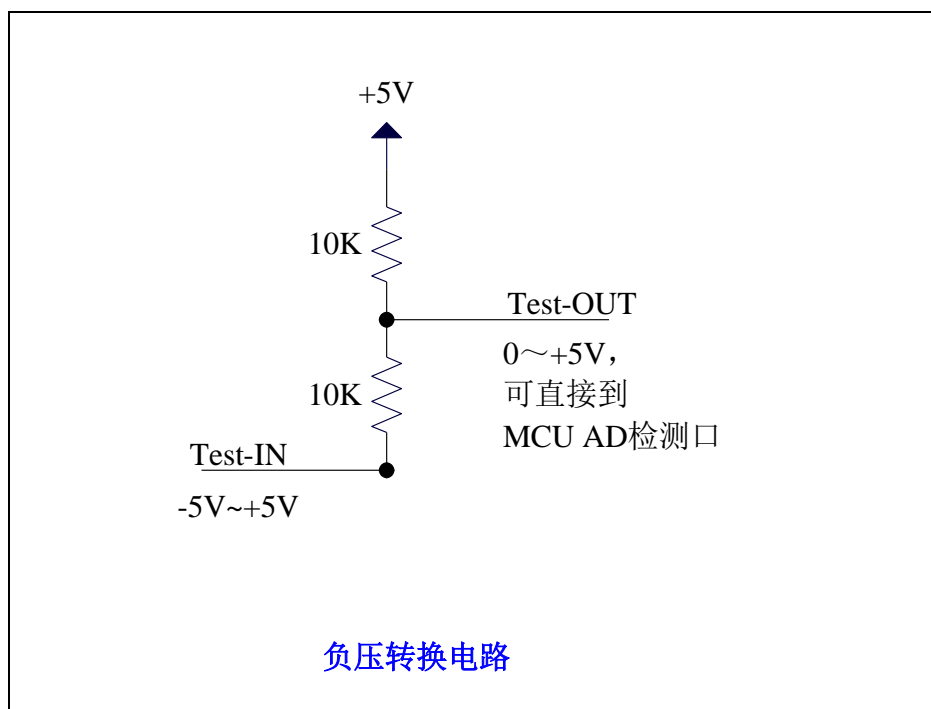 +5V
10K
Test-OUT
0～+5V，
可直接到
MCU AD检测口
10K
Test-IN
-5V~+5V
负压转换电路